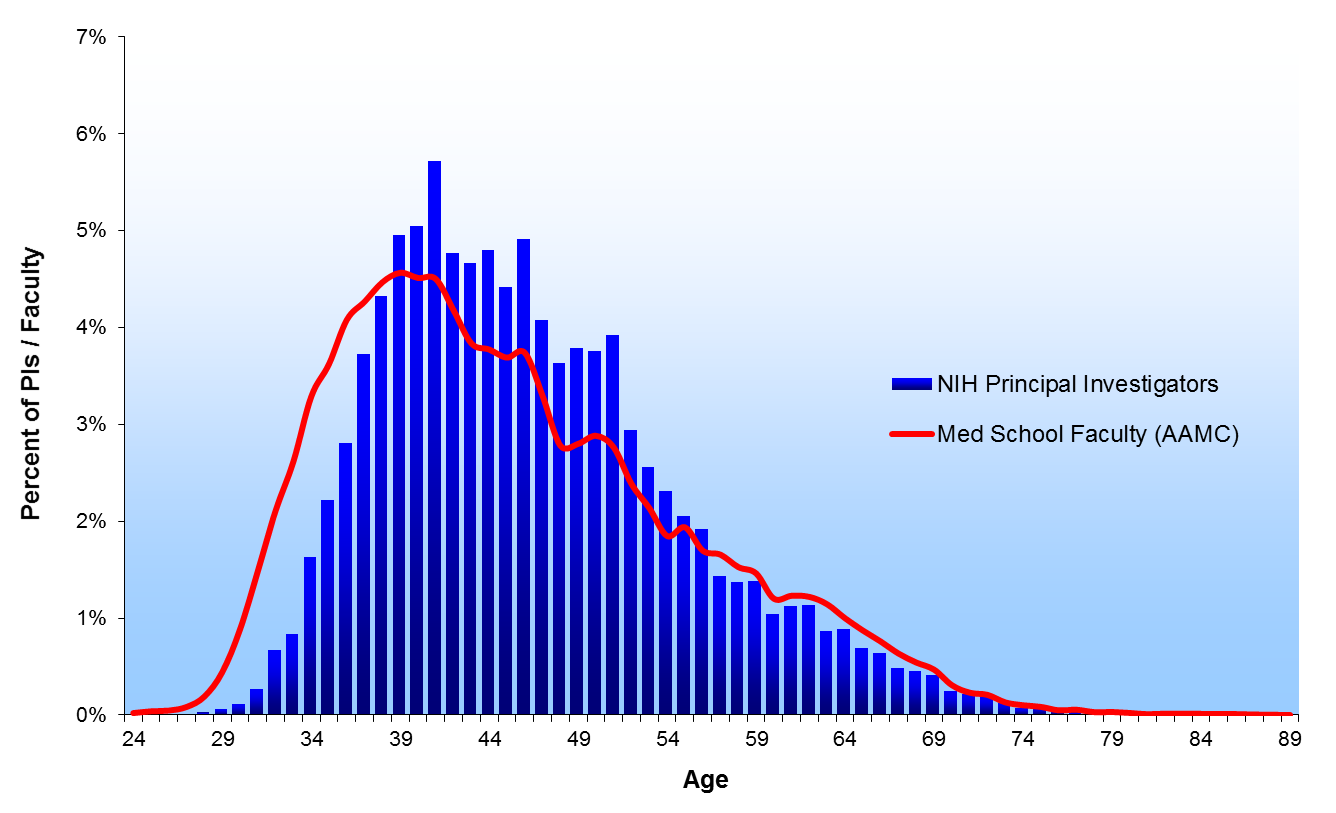 7%
6%
5%
4%
3%
2%
1%
0%
Percent of PIs / Faculty
NIH Principal Investigators
Med School Faculty (AAMC)
24 29 34 39 44 49 54 59 64 69 74 79 84 89
Age